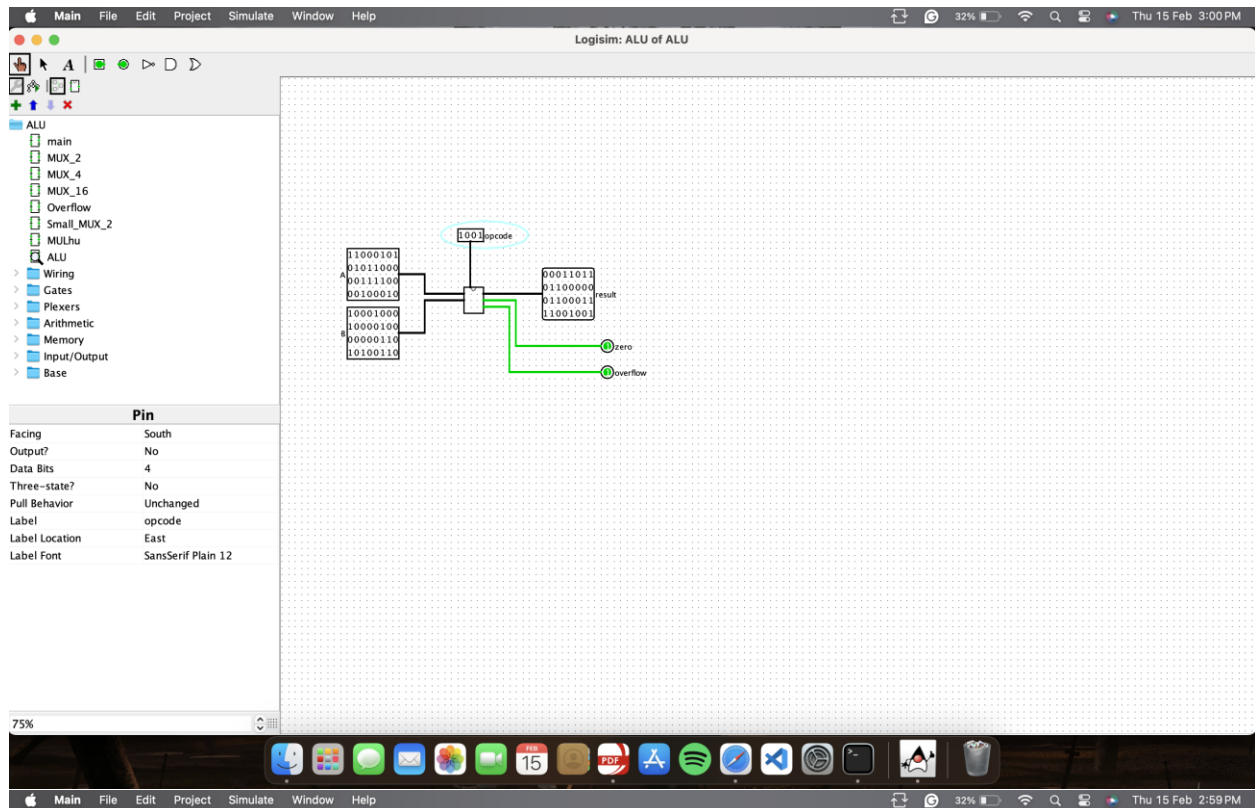 Main File Edit Project Simulate Window Help 32% Thu 15 Feb 3:00 PM
Logisim: ALU of ALU
A
ALU
main
MUX_2
MUX_4
MUX_16
Overflow
Small_MUX_2
MULhu
ALU
Wiring
Gates
Plexers
Arithmetic
Memory
Input/Output
Base
Pin
Facing South
Output? No
Data Bits 4
Three-state? No
Pull Behavior Unchanged
Label opcode
Label Location East
Label Font SansSerif Plain 12
75%
1001 opcode
A
11000101
01011000
00111100
00100010
B
10001000
10000100
00000110
10100110
00011011
01100000
01100011
11001001
result
zero
overflow
FEB
15
PDF
Main File Edit Project Simulate Window Help 32% Thu 15 Feb 2:59 PM